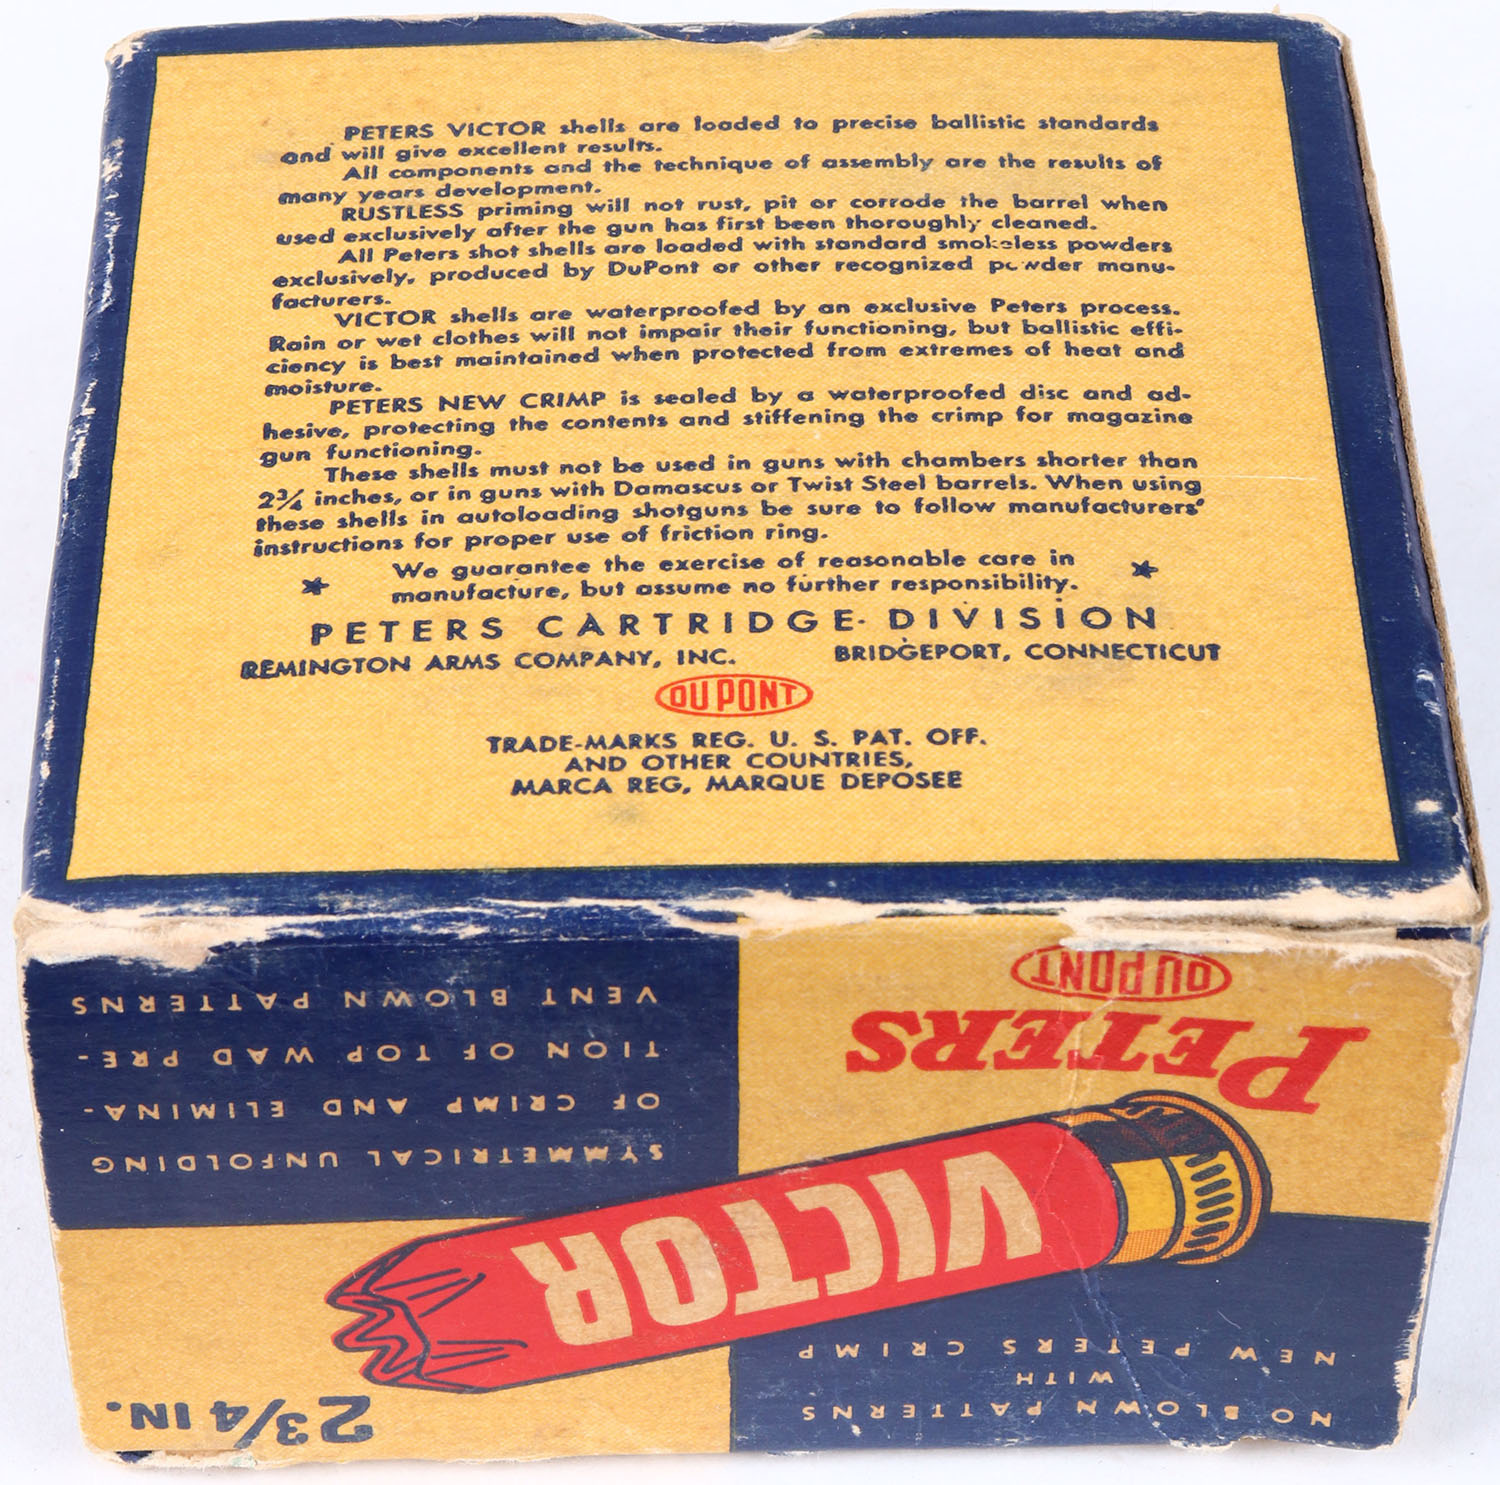 PETERS VICTOR shells are loaded to precise ballistic standards
and will give excellent results.
All components and the technique of assembly are the results of
many years development.
RUSTLESS priming will not rust, pit or corrode the barrel when
used exclusively after the gun has first been thoroughly cleaned.
All Peters shot shells are loaded with standard smokeless powders
exclusively, produced by DuPont or other recognized powder manu-
facturers.
VICTOR shells are waterproofed by an exclusive Peters process.
Rain or wet clothes will not impair their functioning, but ballistic effi-
ciency is best maintained when protected from extremes of heat and
moisture.
PETERS NEW CRIMP is sealed by a waterproofed disc and ad-
hesive, protecting the contents and stiffening the crimp for magazine
gun functioning.
These shells must not be used in guns with chambers shorter than
2¾ inches, or in guns with Damascus or Twist Steel barrels. When using
these shells in autoloading shotguns be sure to follow manufacturers'
instructions for proper use of friction ring.
We guarantee the exercise of reasonable care in
manufacture, but assume no further responsibility.
PETERS CARTRIDGE DIVISION
REMINGTON ARMS COMPANY, INC. BRIDGEPORT, CONNECTICUT
DU PONT
TRADE-MARKS REG. U. S. PAT. OFF.
AND OTHER COUNTRIES,
MARCA REG, MARQUE DEPOSEE
2 3/4 IN.
NO BLOWN PATTERNS
WITH
NEW PETERS CRIMP
VICTOR
PETERS
DU PONT
SYMMETRICAL UNFOLDING
OF CRIMP AND ELIMINA-
TION OF TOP WAD PRE-
VENT BLOWN PATTERNS